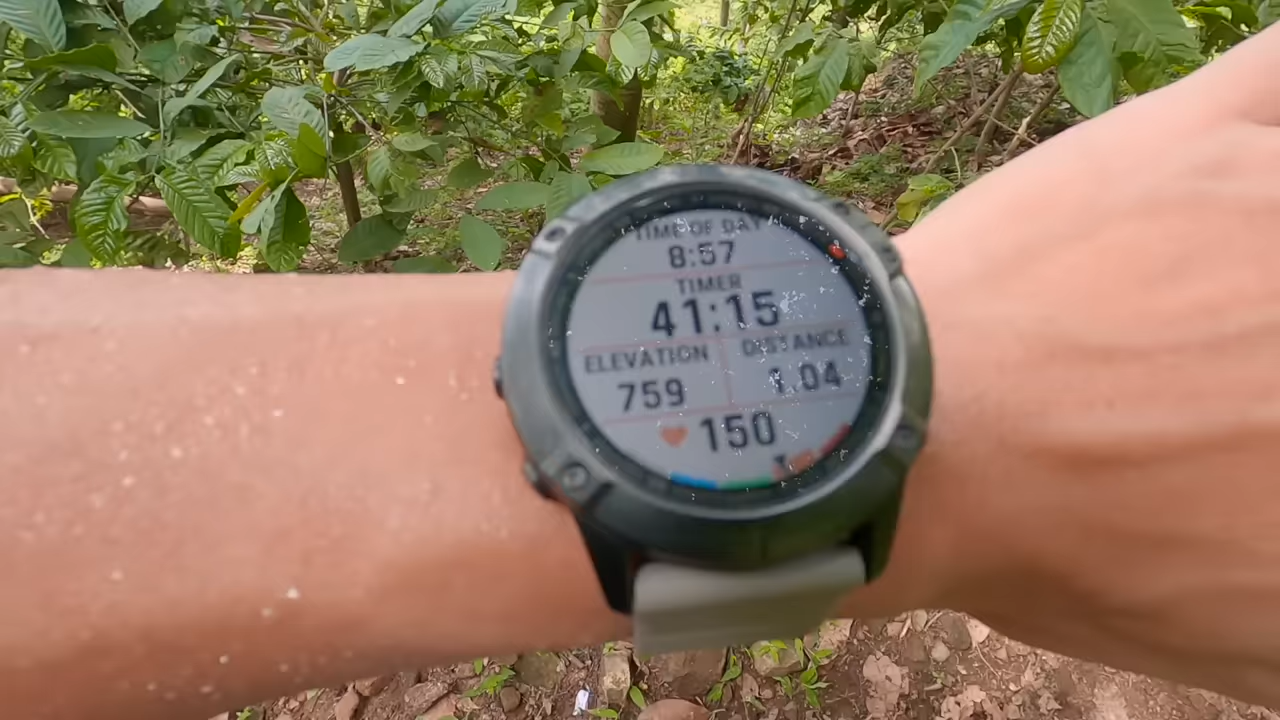 TIME OF DAY
8:57
TIMER
41:15
ELEVATION DISTANCE
759 1.04
150